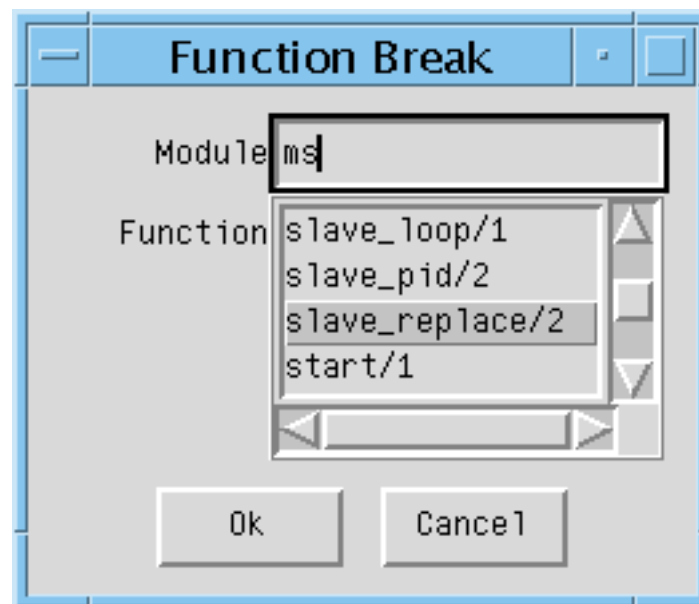 Function Break
Module ms
Function
slave_loop/1
slave_pid/2
slave_replace/2
start/1
Ok Cancel